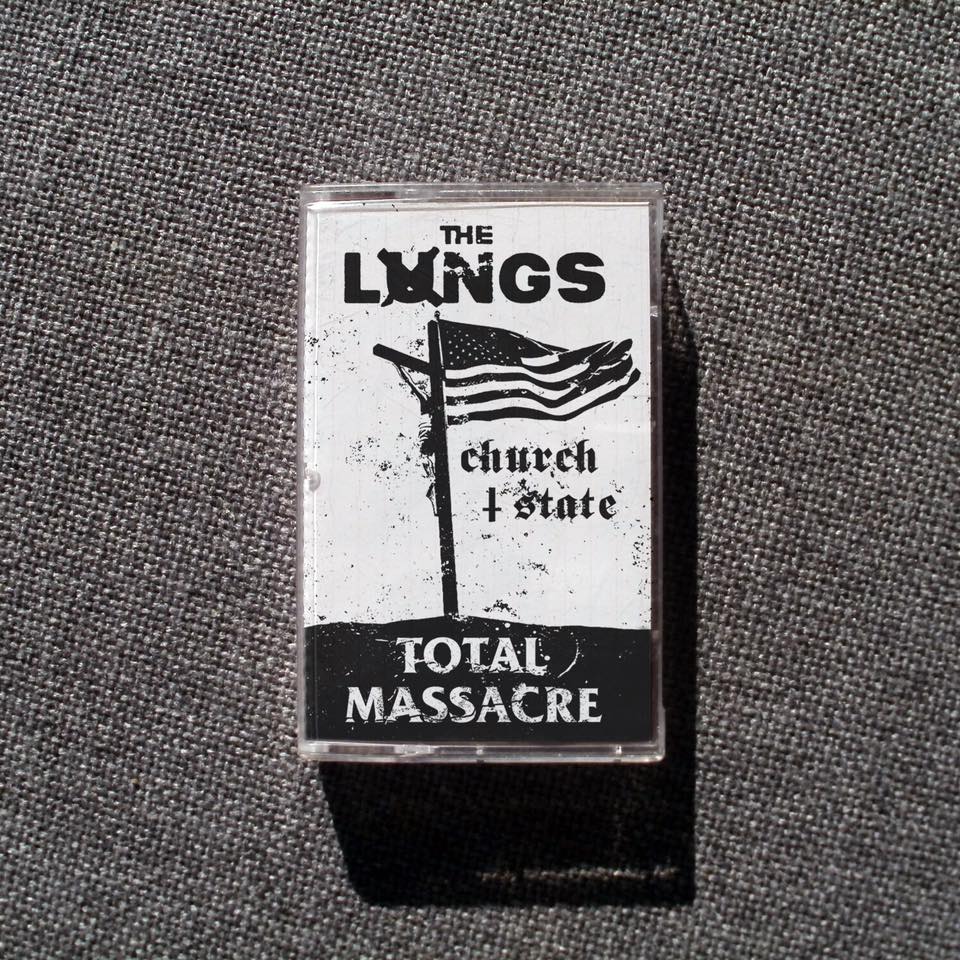 THE
LUNGS
church
† state
TOTAL
MASSACRE